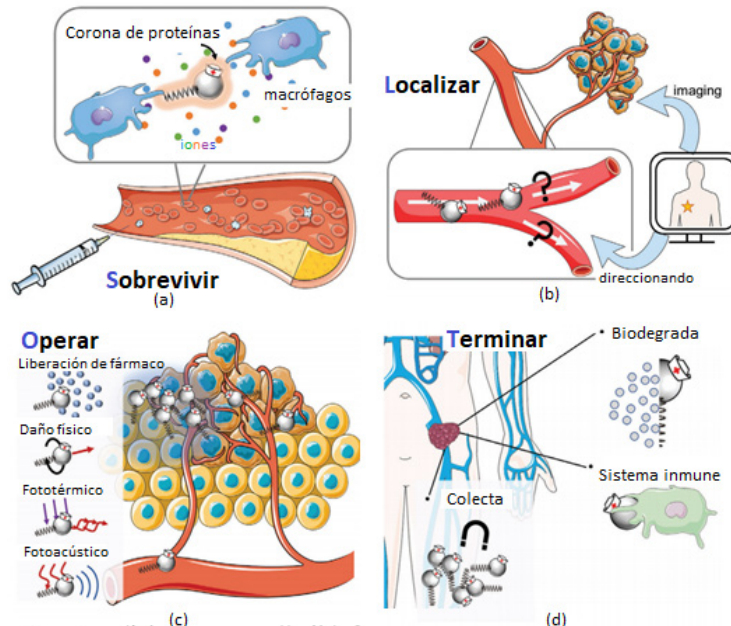 Corona de proteínas
macrófagos
iones
Sobrevivir
(a)
Localizar
imaging
?
?
direccionando
(b)
Operar
Liberación de fármaco
Daño físico
Fototérmico
Fotoacústico
(c)
Terminar
• Biodegrada
• Sistema inmune
• Colecta
(d)